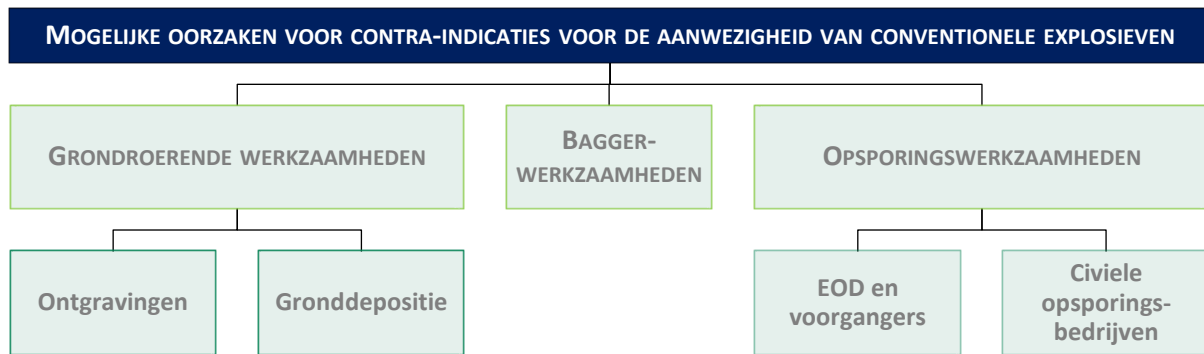 MOGELIJKE OORZAKEN VOOR CONTRA-INDICATIES VOOR DE AANWEZIGHEID VAN CONVENTIONELE EXPLOSIEVEN
GRONDROERENDE WERKZAAMHEDEN
BAGGER-
WERKZAAMHEDEN
OPSPORINGSWERKZAAMHEDEN
Ontgravingen
Gronddepositie
EOD en
voorgangers
Civiele
opsporings-
bedrijven